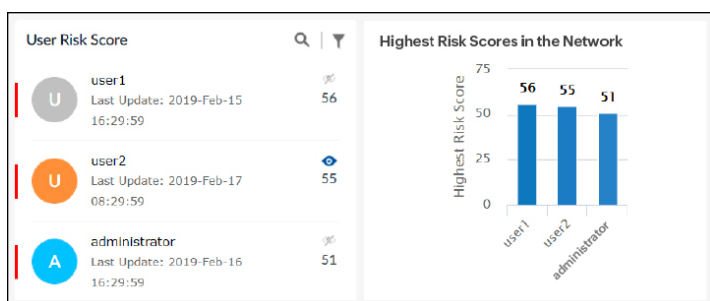 User Risk Score
U
user1
Last Update: 2019-Feb-15
16:29:59
56
U
user2
Last Update: 2019-Feb-17
08:29:59
55
A
administrator
Last Update: 2019-Feb-16
16:29:59
51
Highest Risk Scores in the Network
Highest Risk Score
75
50
25
0
56
55
51
user1
user2
administrator